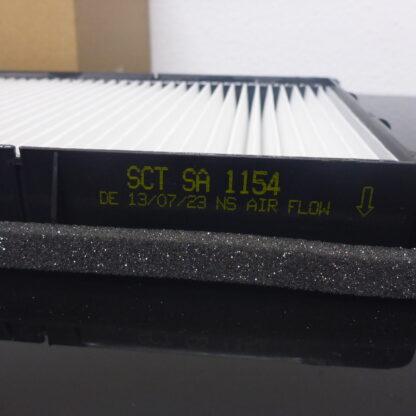 SCT SA 1154
DE 13/07/23 NS AIR FLOW